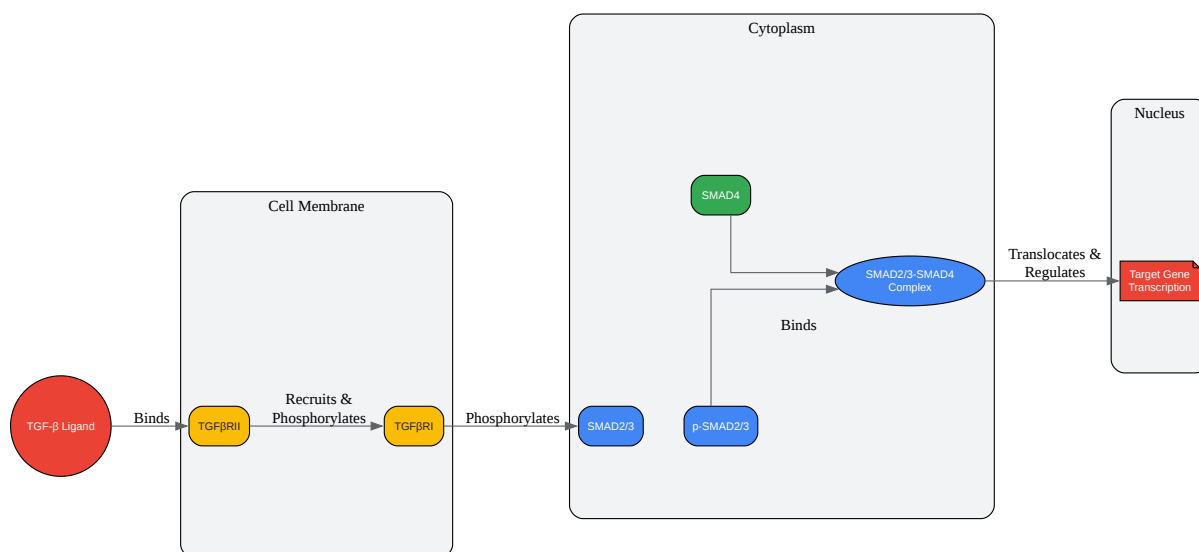 Cytoplasm
Nucleus
SMAD4
Cell Membrane
Translocates &
Regulates
SMAD2/3-SMAD4
Complex
Target Gene
Transcription
Binds
TGF-β Ligand
Binds
TGFβRII
Recruits &
Phosphorylates
TGFβRI
Phosphorylates
SMAD2/3
p-SMAD2/3